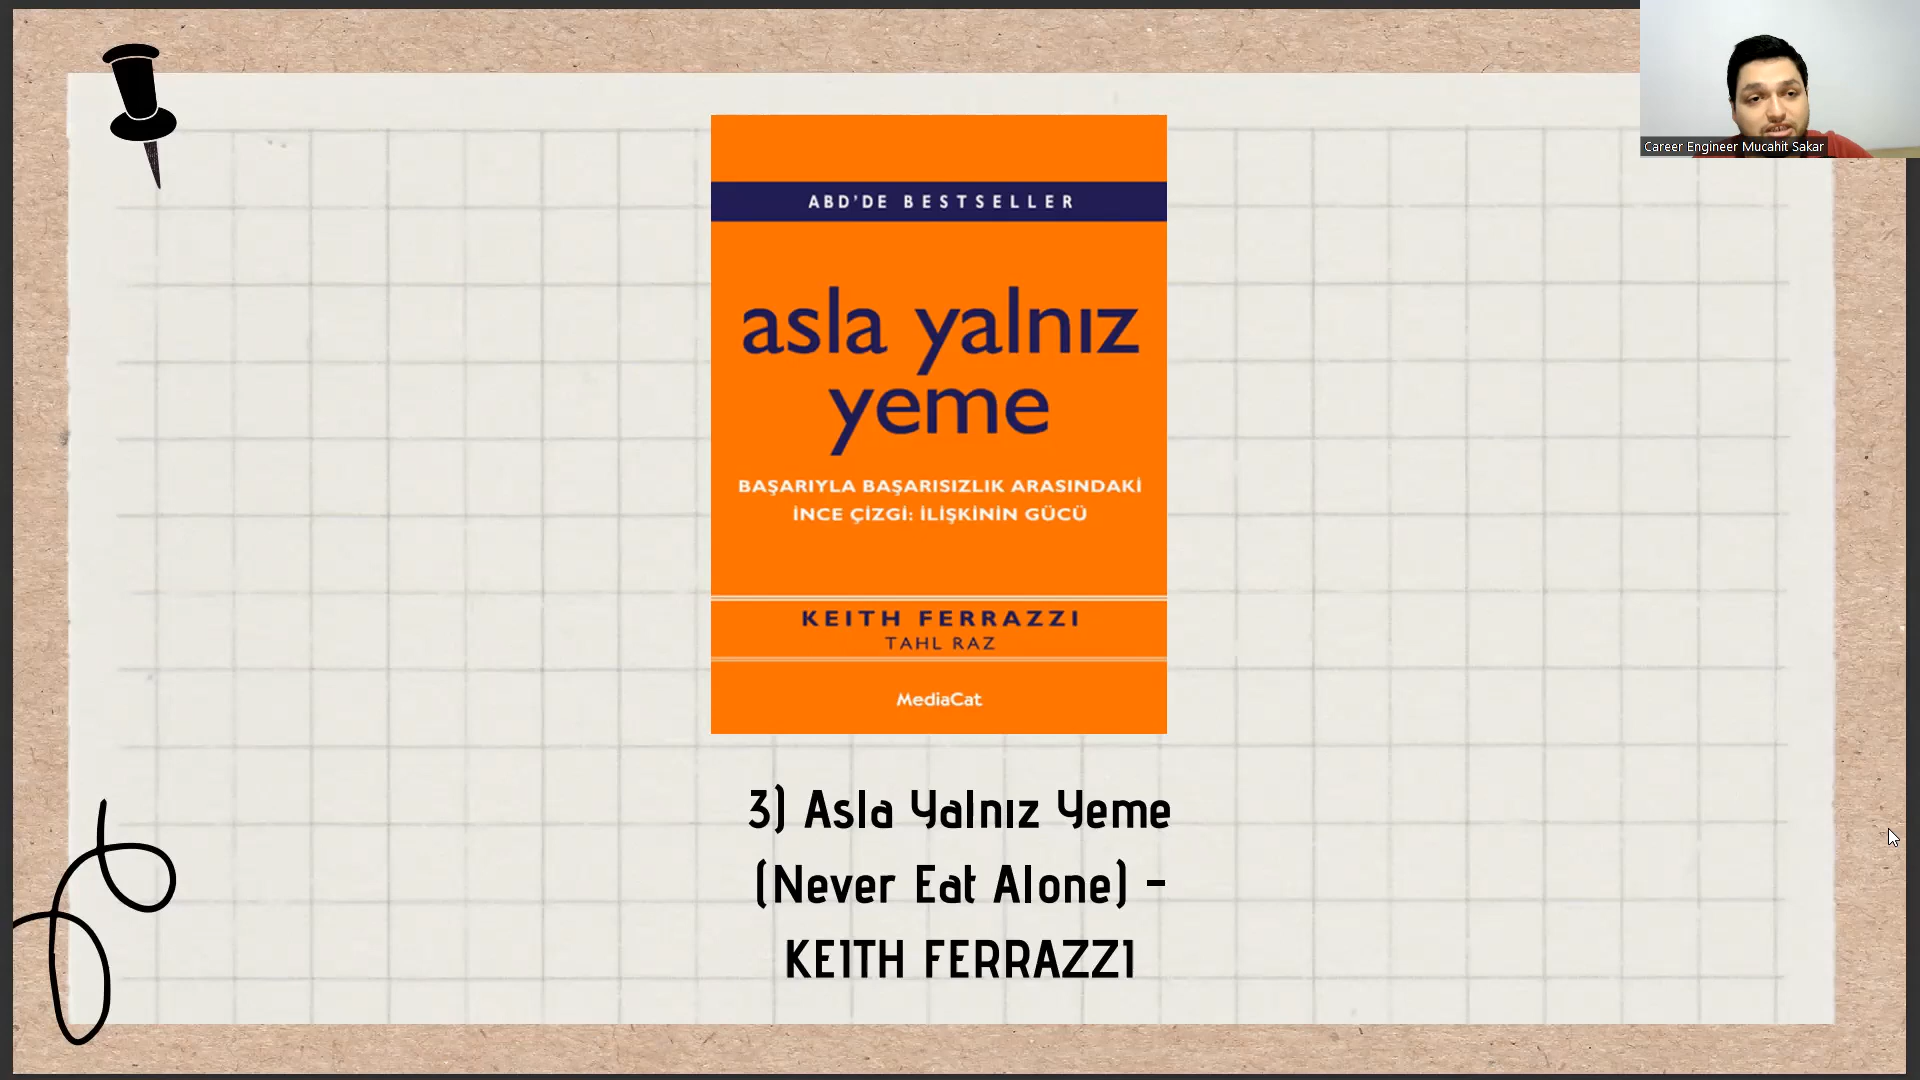 Career Engineer Mucahit Sakar
ABD'DE BESTSELLER
asla yalnız
yeme
BAŞARIYLA BAŞARISIZLIK ARASINDAKİ
İNCE ÇİZGİ: İLİŞKİNİN GÜCÜ
KEITH FERRAZZI
TAHL RAZ
MediaCat
3) Asla Yalnız Yeme
(Never Eat Alone) -
KEITH FERRAZZI